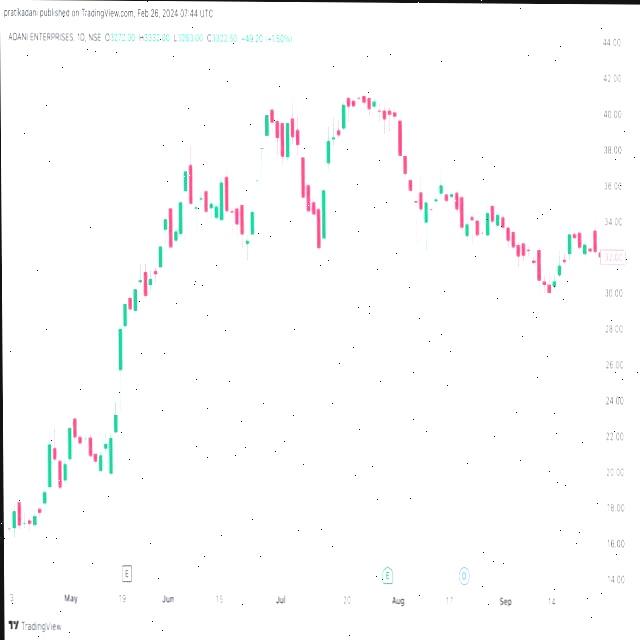 pratikadani published on TradingView.com, Feb 26, 2024 07:44 UTC
ADANI ENTERPRISES, 1D, NSE
44.00
42.00
40.00
38.00
36.00
34.00
32.00
30.00
28.00
26.00
24.00
22.00
20.00
18.00
16.00
14.00
E
E
D
May
19
Jun
Jul
20
Aug
17
Sep
14
TradingView